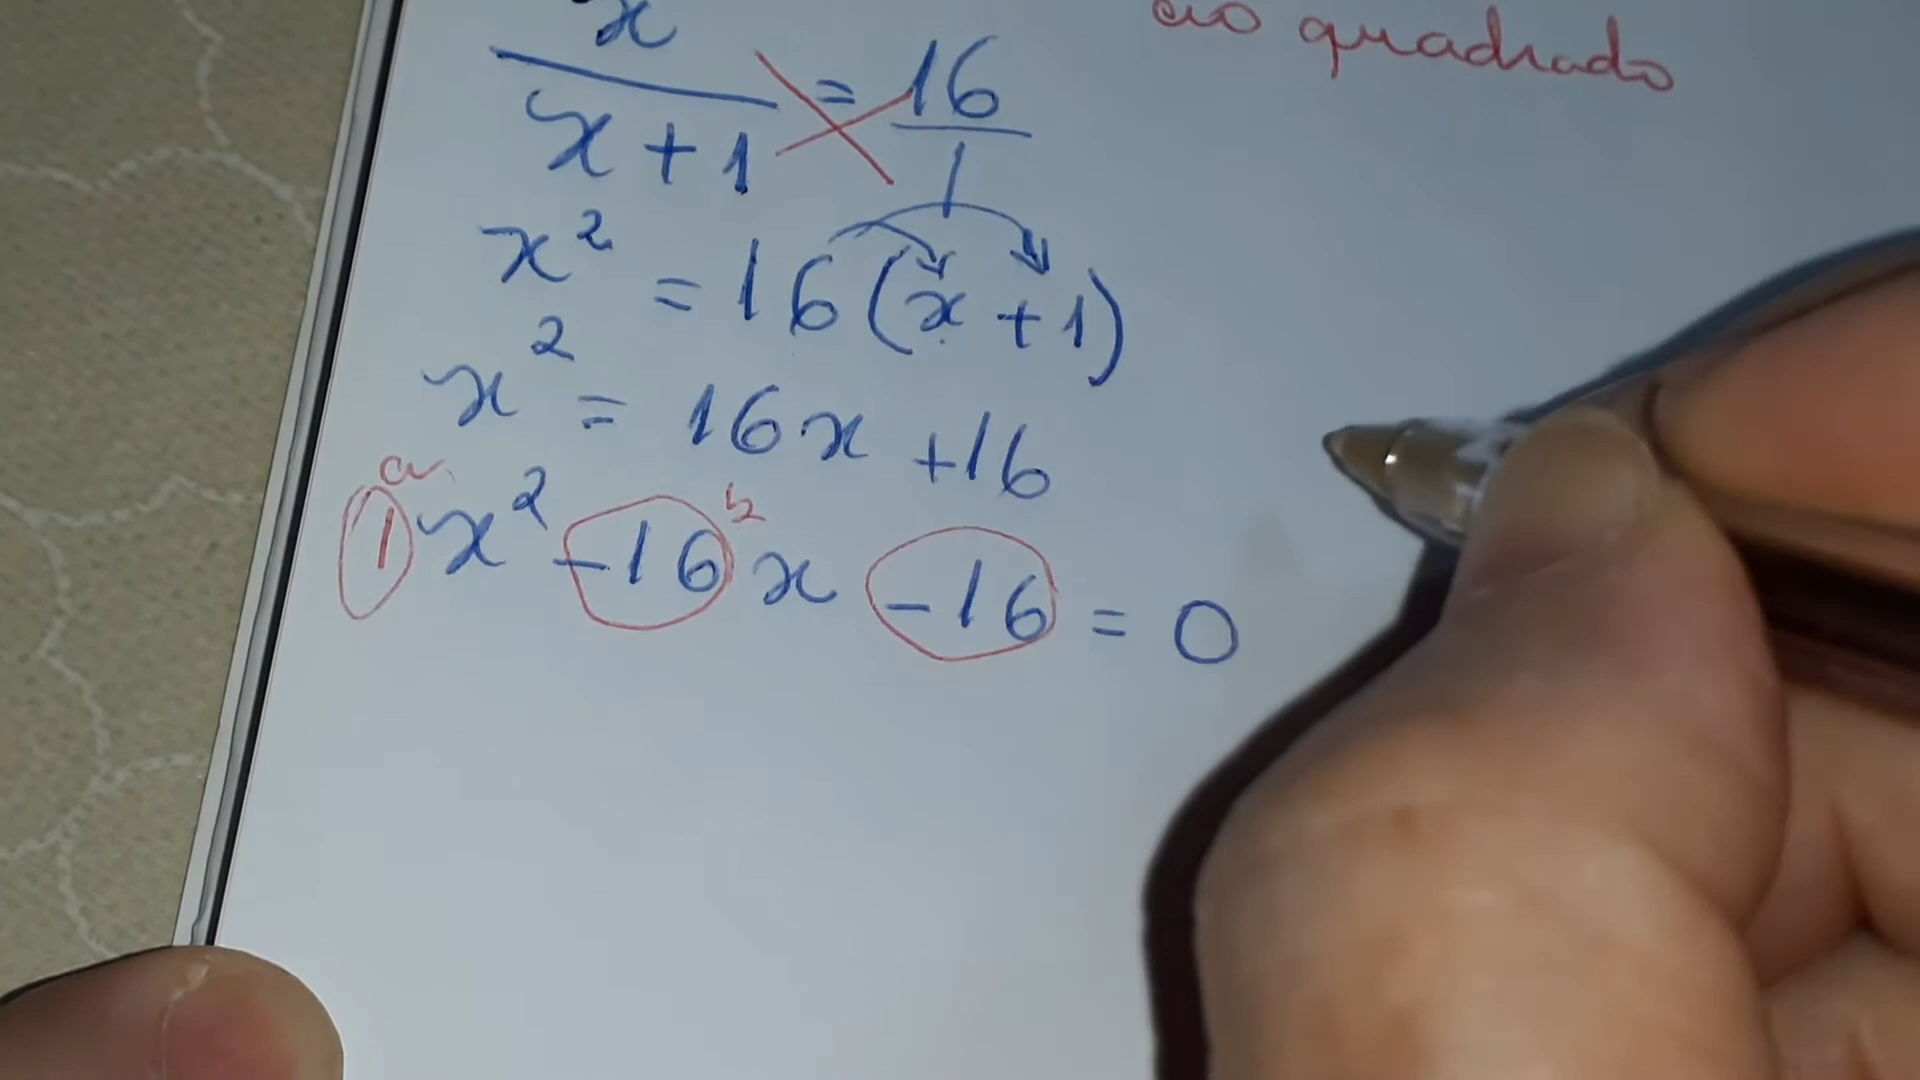 ao quadrado
x
= 16
x + 1
1
x² = 16(x + 1)
x² = 16x + 16
a b
1x² - 16x - 16 = 0